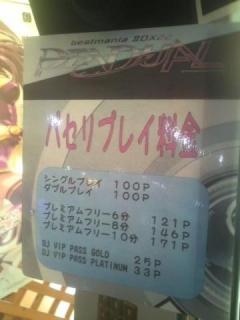 beatmania IIDX 22
PENDUAL
パセリプレイ料金
シングルプレイ 100P
ダブルプレイ 100P
プレミアムフリー6分 121P
プレミアムフリー8分 146P
プレミアムフリー10分 171P
DJ VIP PASS GOLD 25P
DJ VIP PASS PLATINUM 33P